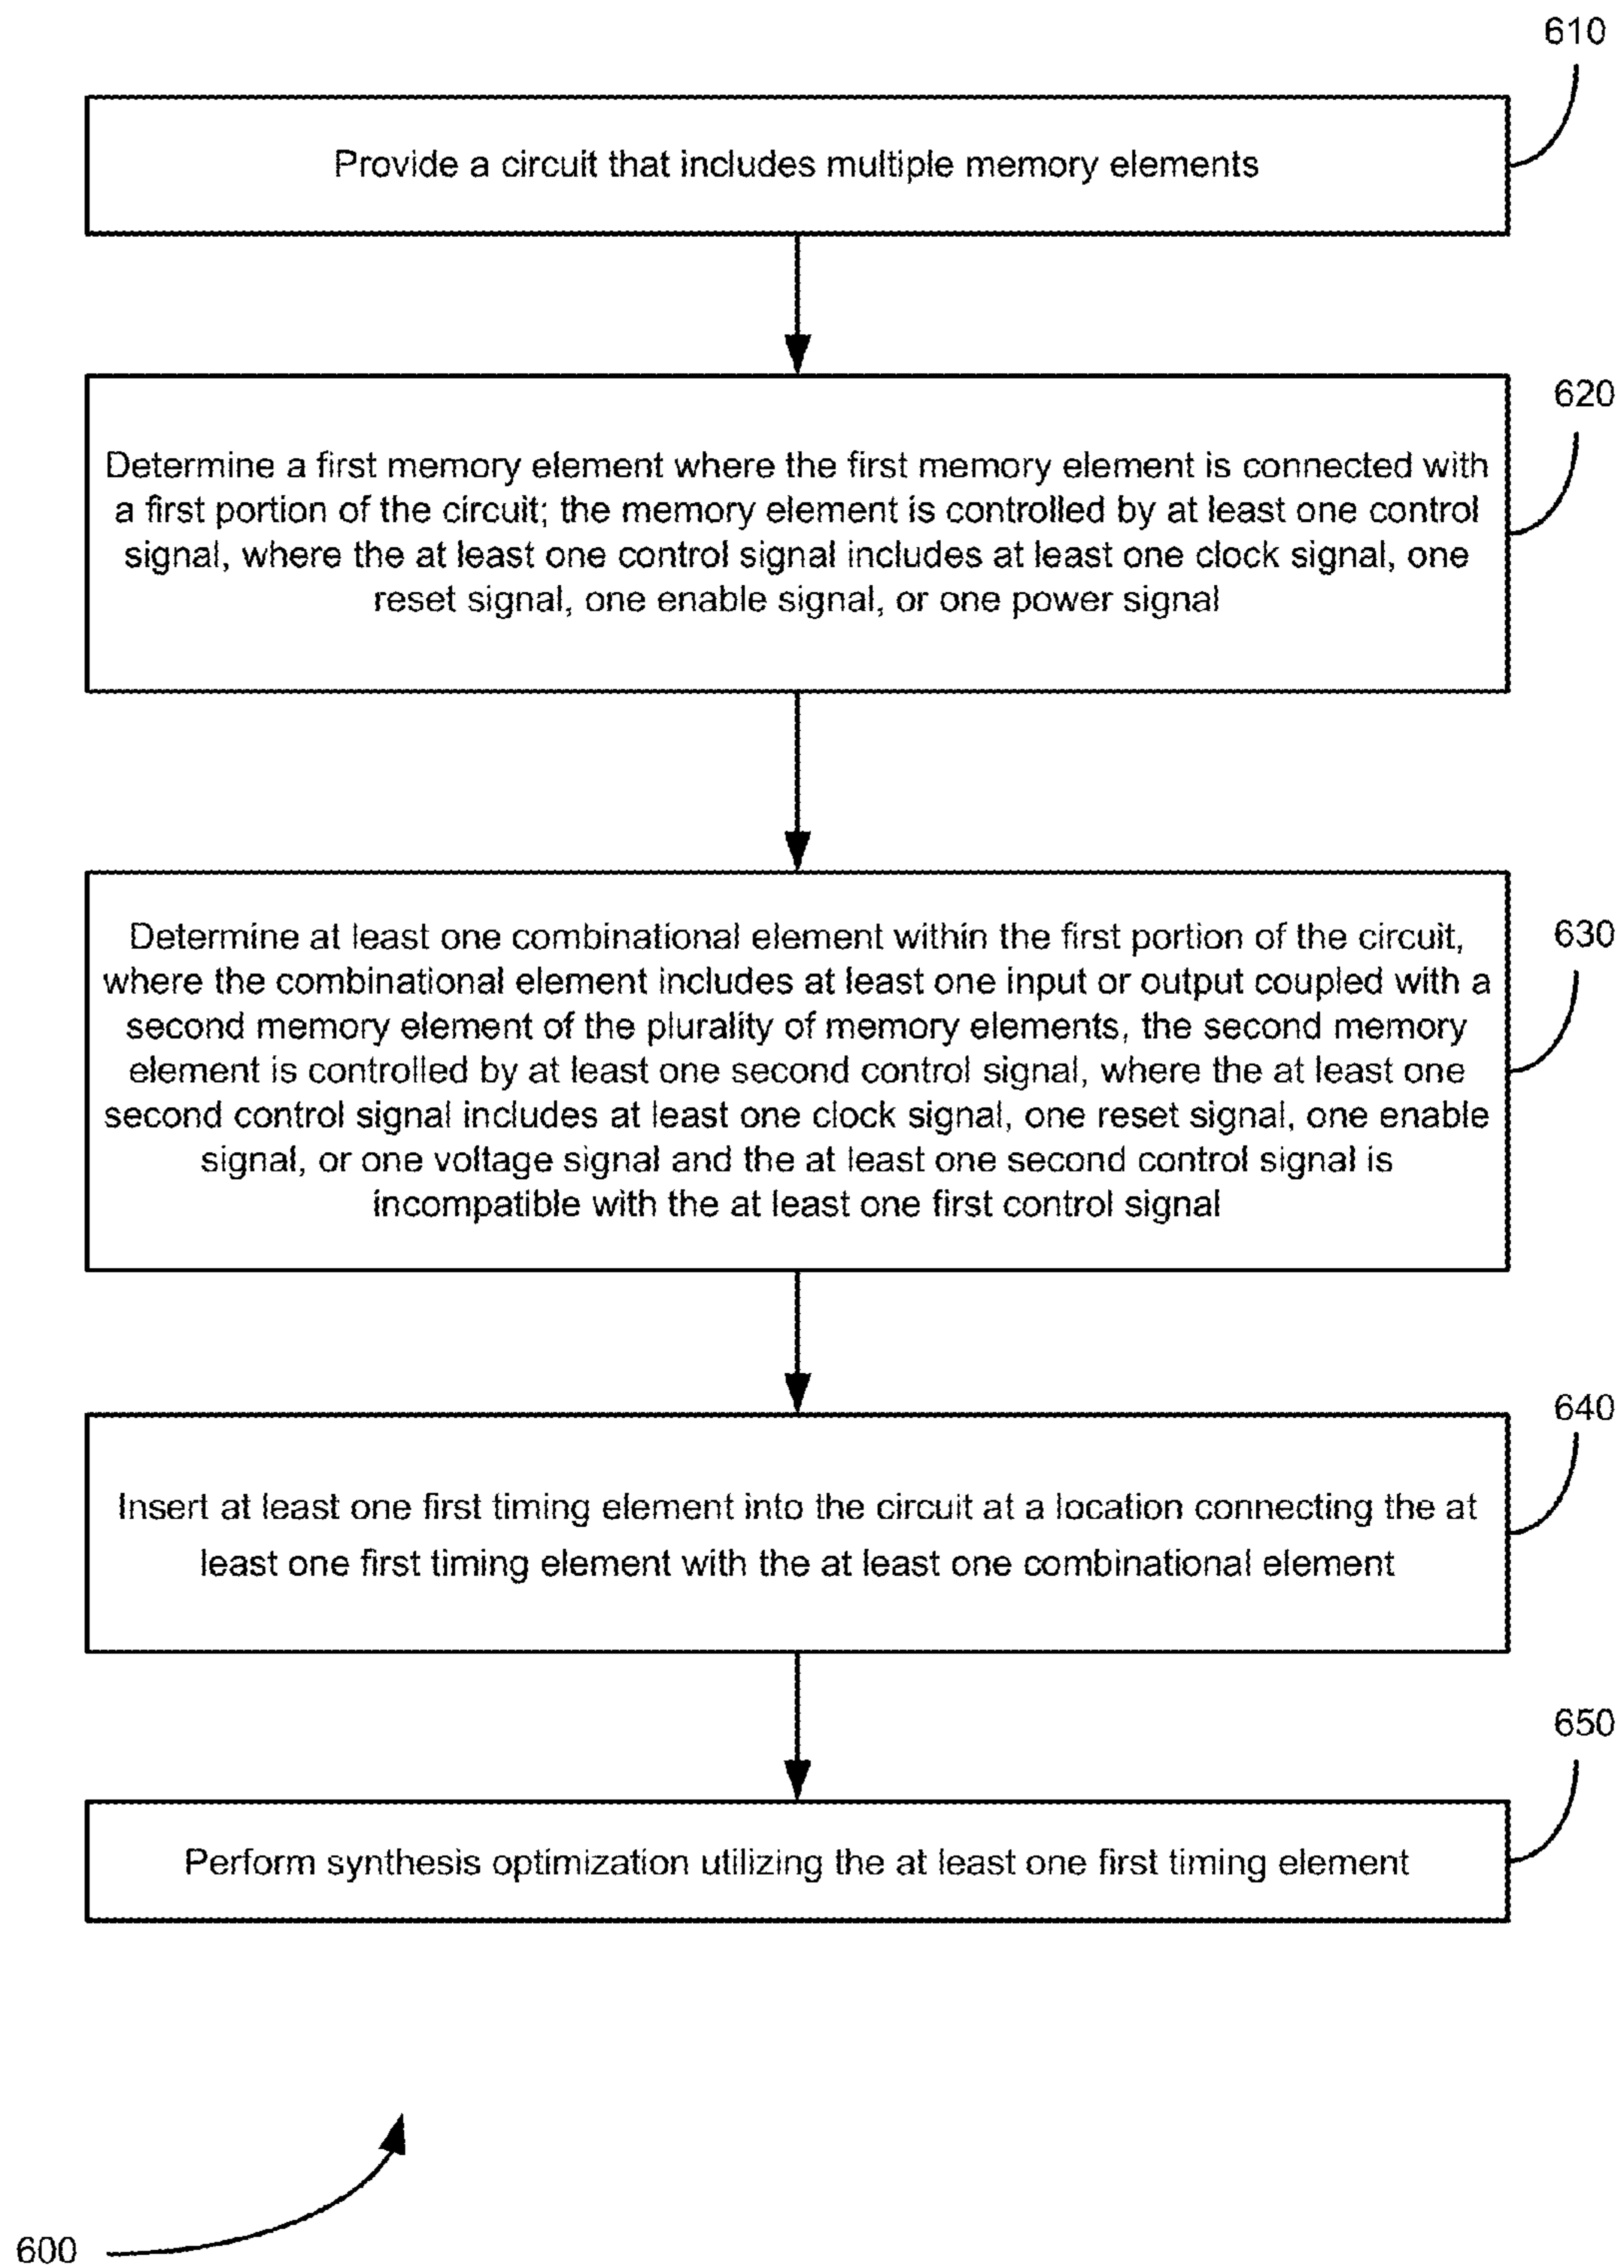 610
Provide a circuit that includes multiple memory elements
620
Determine a first memory element where the first memory element is connected with
a first portion of the circuit; the memory element is controlled by at least one control
signal, where the at least one control signal includes at least one clock signal, one
reset signal, one enable signal, or one power signal
630
Determine at least one combinational element within the first portion of the circuit,
where the combinational element includes at least one input or output coupled with a
second memory element of the plurality of memory elements, the second memory
element is controlled by at least one second control signal, where the at least one
second control signal includes at least one clock signal, one reset signal, one enable
signal, or one voltage signal and the at least one second control signal is
incompatible with the at least one first control signal
640
Insert at least one first timing element into the circuit at a location connecting the at
least one first timing element with the at least one combinational element
650
Perform synthesis optimization utilizing the at least one first timing element
600